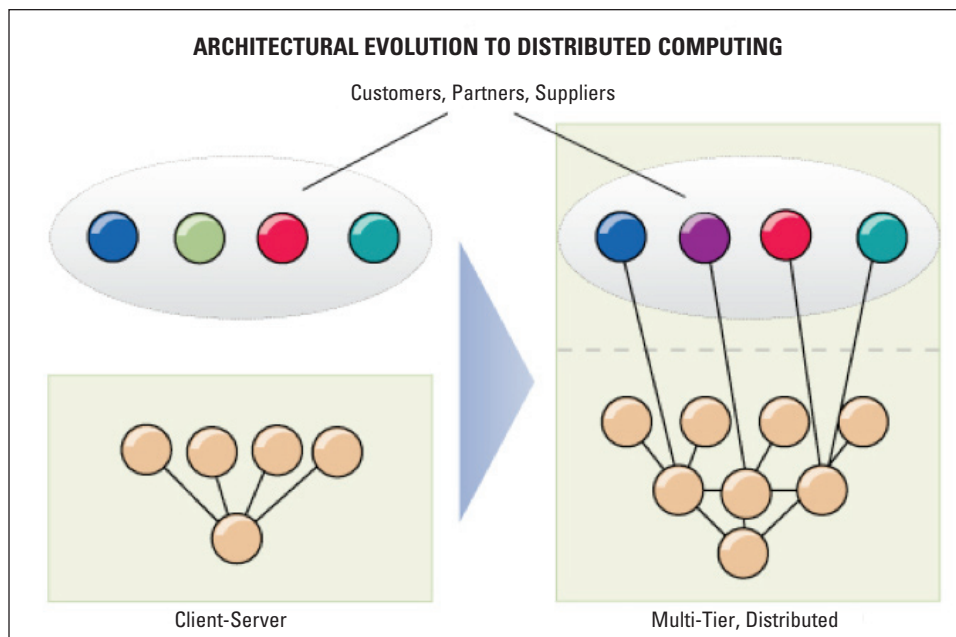 ARCHITECTURAL EVOLUTION TO DISTRIBUTED COMPUTING
Customers, Partners, Suppliers
Client-Server
Multi-Tier, Distributed